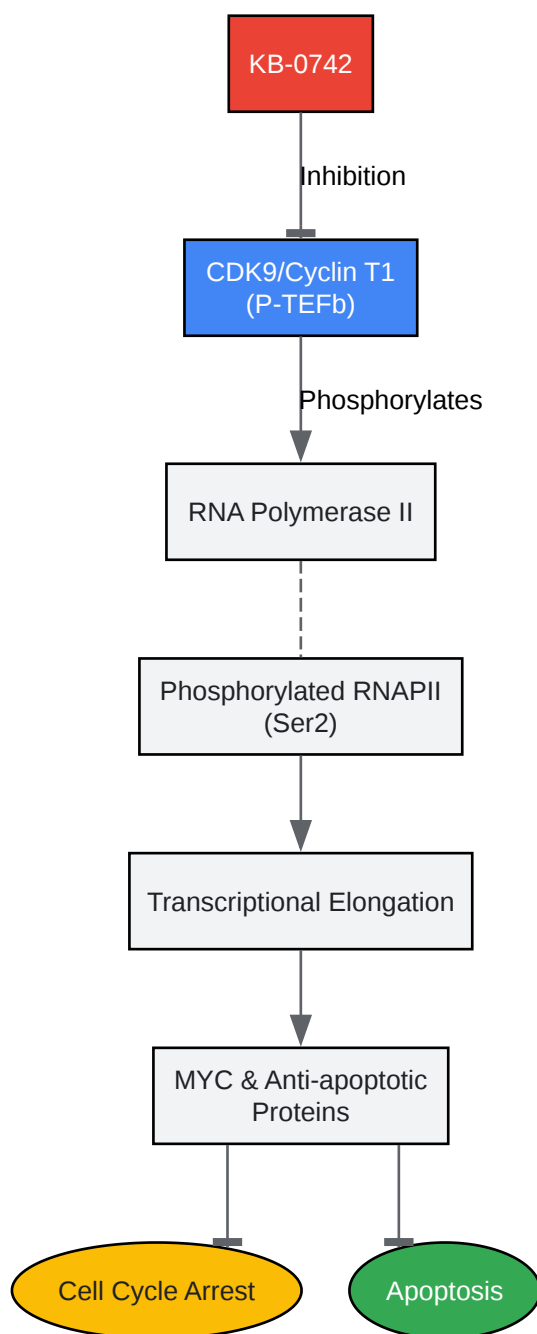 KB-0742
Inhibition
CDK9/Cyclin T1
(P-TEFb)
Phosphorylates
RNA Polymerase II
Phosphorylated RNAPII
(Ser2)
Transcriptional Elongation
MYC & Anti-apoptotic
Proteins
Cell Cycle Arrest
Apoptosis